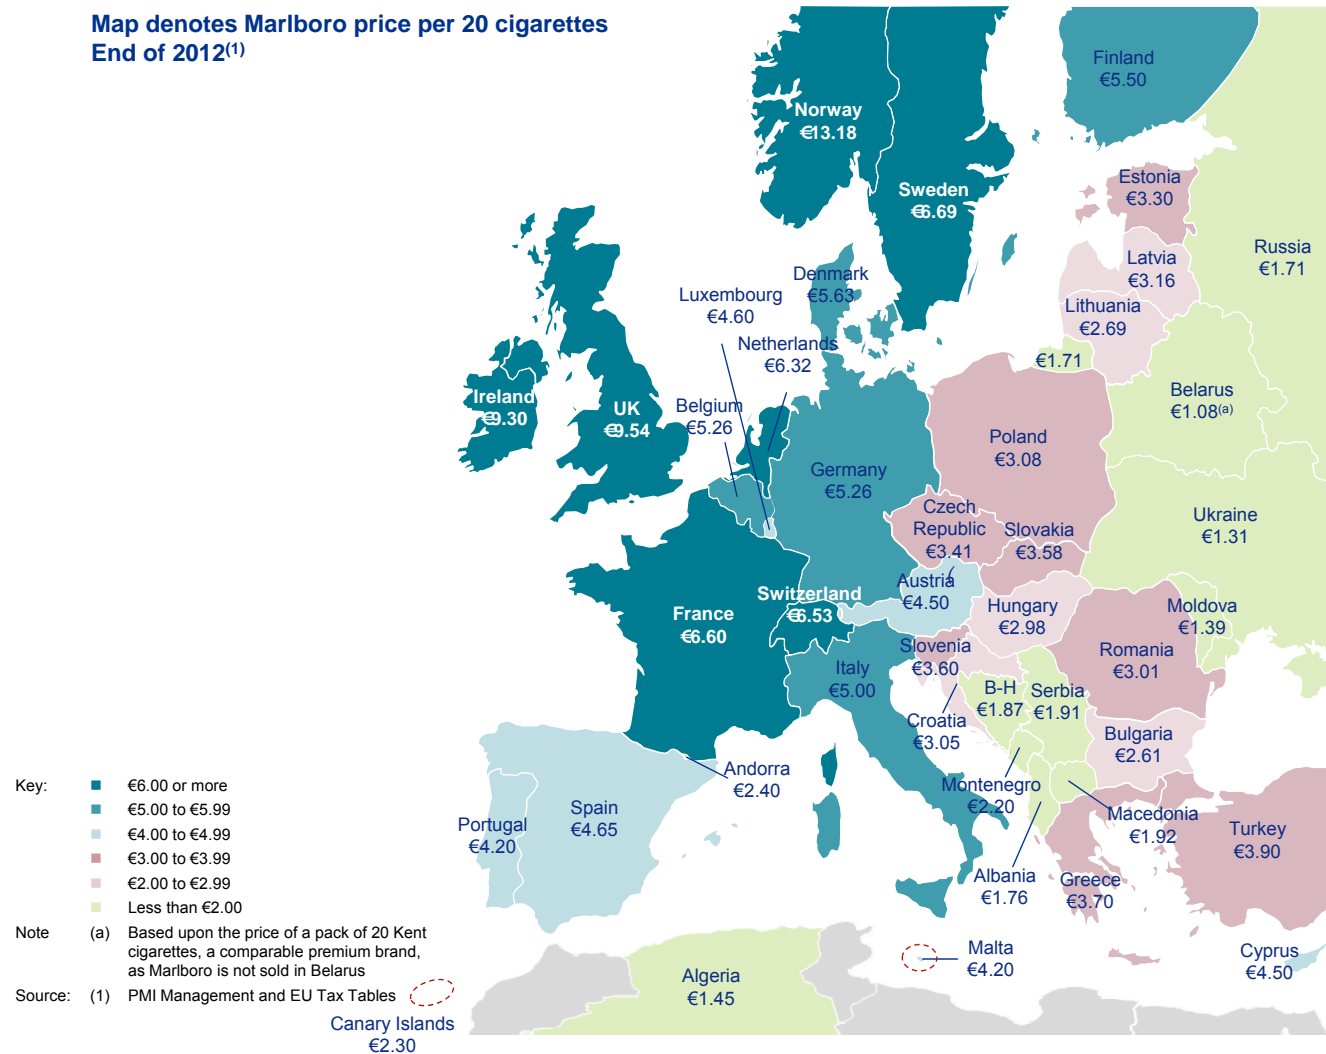 Map denotes Marlboro price per 20 cigarettes
End of 2012(1)
Finland
€5.50
Norway
€13.18
Sweden
€6.69
Estonia
€3.30
Russia
€1.71
Latvia
€3.16
Denmark
€5.63
Luxembourg
€4.60
Lithuania
€2.69
Netherlands
€6.32
€1.71
Belarus
€1.08(a)
Ireland
€9.30
UK
€9.54
Belgium
€5.26
Poland
€3.08
Germany
€5.26
Czech
Republic
€3.41
Slovakia
€3.58
Ukraine
€1.31
Austria
€4.50
Switzerland
€6.53
France
€6.60
Hungary
€2.98
Moldova
€1.39
Slovenia
€3.60
Romania
€3.01
Italy
€5.00
B-H
€1.87
Serbia
€1.91
Croatia
€3.05
Bulgaria
€2.61
Andorra
€2.40
Montenegro
€2.20
Macedonia
€1.92
Spain
€4.65
Portugal
€4.20
Turkey
€3.90
Albania
€1.76
Greece
€3.70
Malta
€4.20
Cyprus
€4.50
Algeria
€1.45
Key:
€6.00 or more
€5.00 to €5.99
€4.00 to €4.99
€3.00 to €3.99
€2.00 to €2.99
Less than €2.00
Note (a) Based upon the price of a pack of 20 Kent
cigarettes, a comparable premium brand,
as Marlboro is not sold in Belarus
Source: (1) PMI Management and EU Tax Tables
Canary Islands
€2.30